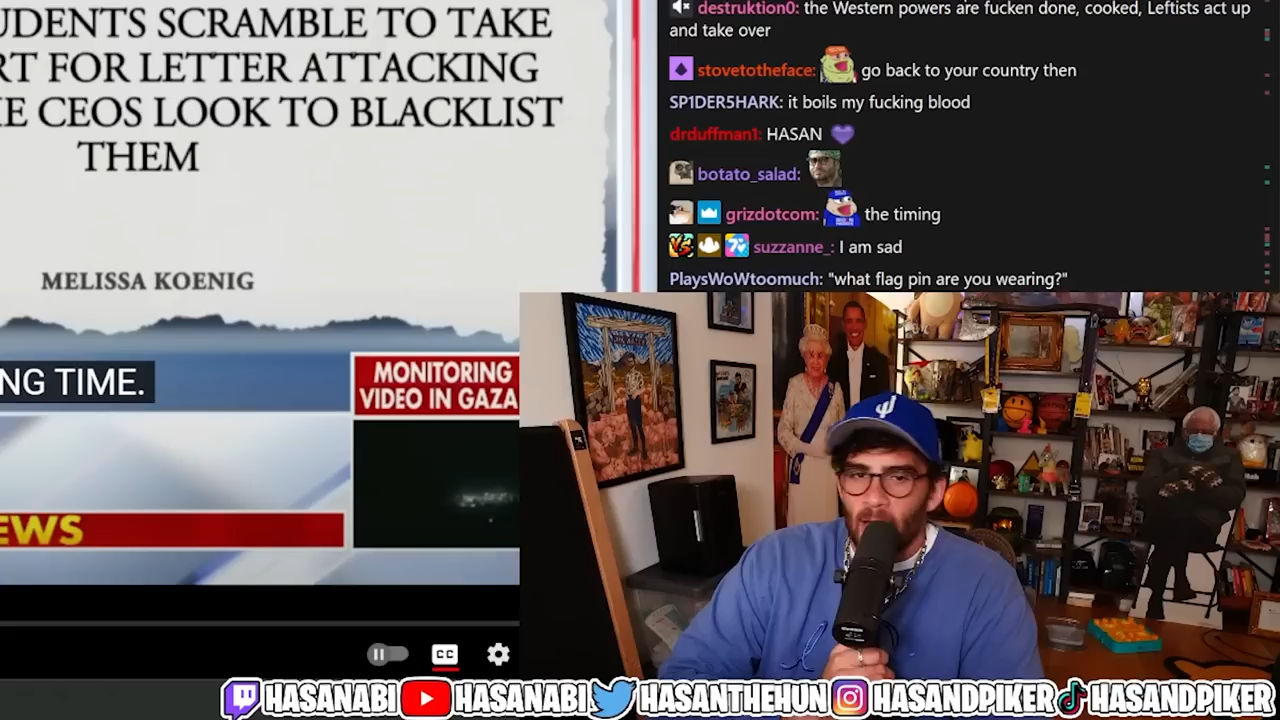 UDENTS SCRAMBLE TO TAKE
RT FOR LETTER ATTACKING
E CEOS LOOK TO BLACKLIST
THEM
MELISSA KOENIG
NG TIME.
MONITORING
VIDEO IN GAZA
EWS
CC
destruktion0: the Western powers are fucken done, cooked, Leftists act up
and take over
stovetotheface: go back to your country then
SP1DER5HARK: it boils my fucking blood
drduffman1: HASAN
botato_salad:
grizdotcom: the timing
suzzanne_: I am sad
PlaysWoWtoomuch: "what flag pin are you wearing?"
HASANABI HASANABI HASANTHEHUN HASANDPIKER HASANDPIKER